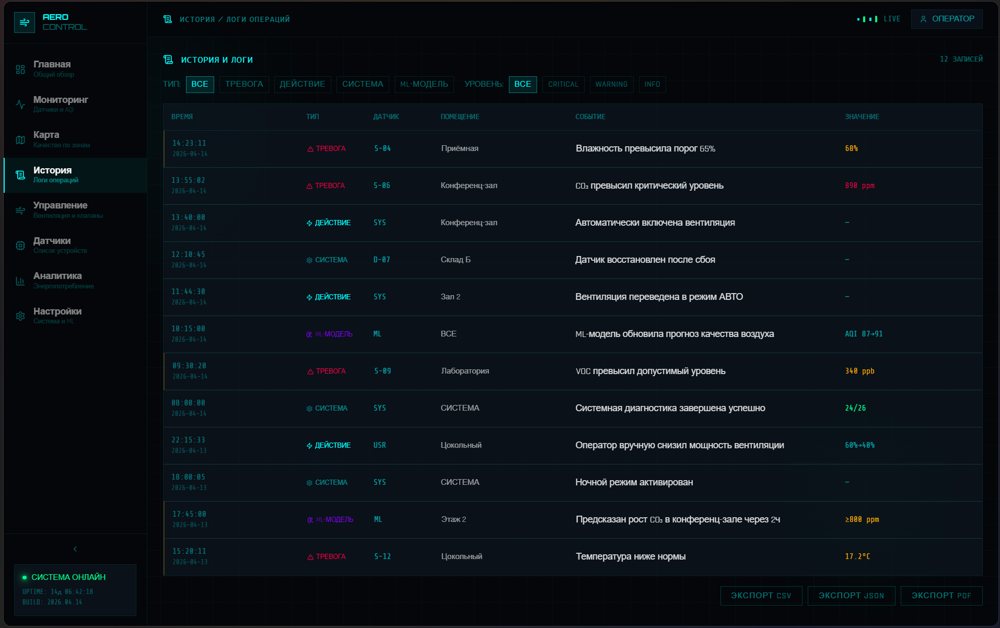 AERO
CONTROL
ИСТОРИЯ / ЛОГИ ОПЕРАЦИЙ
LIVE
ОПЕРАТОР
Главная
Общий обзор
Мониторинг
Датчики и AQI
Карта
Качество по зонам
История
Логи операций
Управление
Вентиляция и клапаны
Датчики
Список устройств
Аналитика
Энергопотребление
Настройки
Система и ML
СИСТЕМА ОНЛАЙН
UPTIME: 14д 06:42:18
BUILD: 2026.04.14
ИСТОРИЯ И ЛОГИ
12 ЗАПИСЕЙ
ТИП: ВСЕ ТРЕВОГА ДЕЙСТВИЕ СИСТЕМА ML-МОДЕЛЬ УРОВЕНЬ: ВСЕ CRITICAL WARNING INFO
ВРЕМЯ ТИП ДАТЧИК ПОМЕЩЕНИЕ СОБЫТИЕ ЗНАЧЕНИЕ
14:23:11 ТРЕВОГА S-04 Приёмная Влажность превысила порог 65% 68%
2026-04-14
13:55:02 ТРЕВОГА S-06 Конференц-зал CO₂ превысил критический уровень 890 ppm
2026-04-14
13:40:00 ДЕЙСТВИЕ SYS Конференц-зал Автоматически включена вентиляция —
2026-04-14
12:10:45 СИСТЕМА D-07 Склад Б Датчик восстановлен после сбоя —
2026-04-14
11:44:30 ДЕЙСТВИЕ SYS Зал 2 Вентиляция переведена в режим АВТО —
2026-04-14
10:15:00 ML-МОДЕЛЬ ML ВСЕ ML-модель обновила прогноз качества воздуха AQI 87→91
2026-04-14
09:30:20 ТРЕВОГА S-09 Лаборатория VOC превысил допустимый уровень 340 ppb
2026-04-14
08:00:00 СИСТЕМА SYS СИСТЕМА Системная диагностика завершена успешно 24/26
2026-04-14
22:15:33 ДЕЙСТВИЕ USR Цокольный Оператор вручную снизил мощность вентиляции 60%→40%
2026-04-13
18:00:05 СИСТЕМА SYS СИСТЕМА Ночной режим активирован —
2026-04-13
17:45:00 ML-МОДЕЛЬ ML Этаж 2 Предсказан рост CO₂ в конференц-зале через 2ч ≥800 ppm
2026-04-13
15:20:11 ТРЕВОГА S-12 Цокольный Температура ниже нормы 17.2°C
2026-04-13
ЭКСПОРТ CSV ЭКСПОРТ JSON ЭКСПОРТ PDF